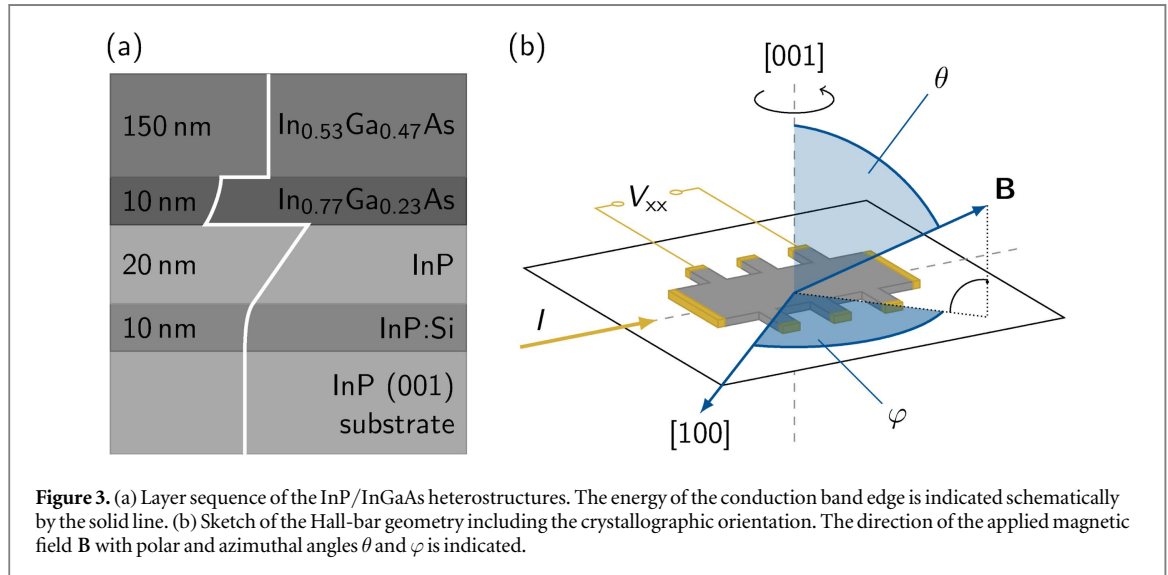 (a)
150 nm In₀.₅₃Ga₀.₄₇As
10 nm In₀.₇₇Ga₀.₂₃As
20 nm InP
10 nm InP:Si
InP (001)
substrate
(b)
[001]
θ
B
Vₓₓ
I
[100]
φ
Figure 3. (a) Layer sequence of the InP/InGaAs heterostructures. The energy of the conduction band edge is indicated schematically
by the solid line. (b) Sketch of the Hall-bar geometry including the crystallographic orientation. The direction of the applied magnetic
field B with polar and azimuthal angles θ and φ is indicated.